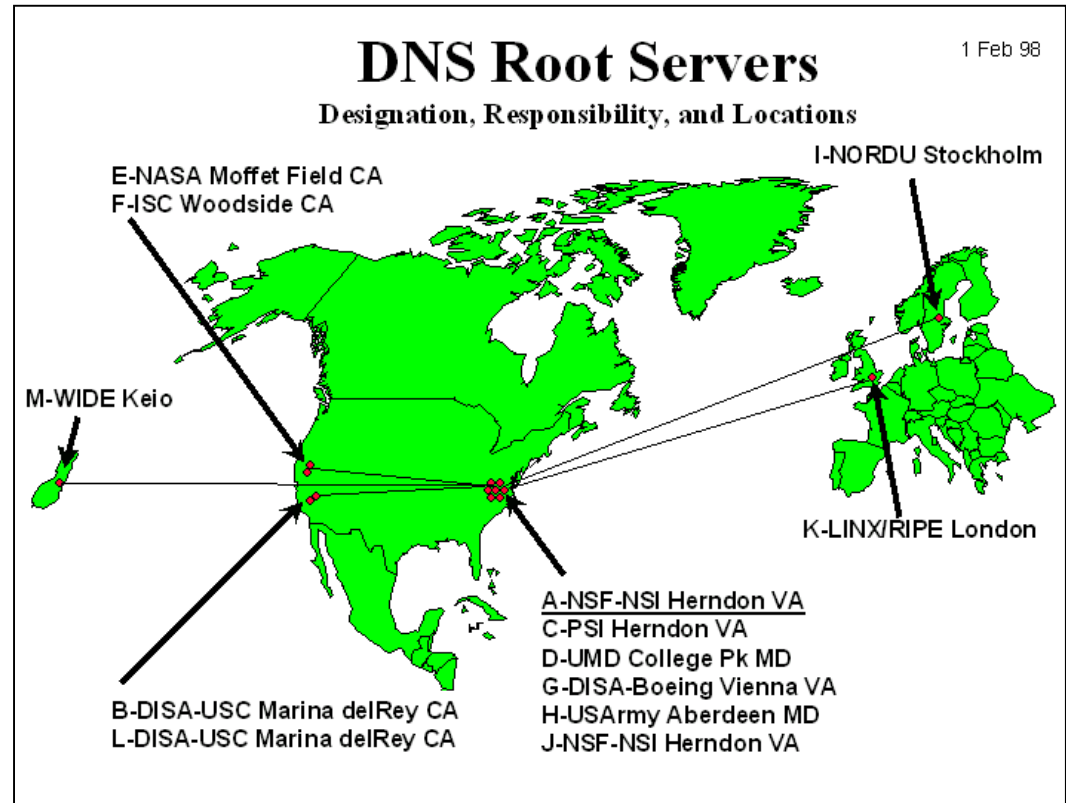 DNS Root Servers
1 Feb 98
Designation, Responsibility, and Locations
I-NORDU Stockholm
E-NASA Moffet Field CA
F-ISC Woodside CA
M-WIDE Keio
K-LINX/RIPE London
A-NSF-NSI Herndon VA
C-PSI Herndon VA
D-UMD College Pk MD
G-DISA-Boeing Vienna VA
H-USArmy Aberdeen MD
J-NSF-NSI Herndon VA
B-DISA-USC Marina delRey CA
L-DISA-USC Marina delRey CA